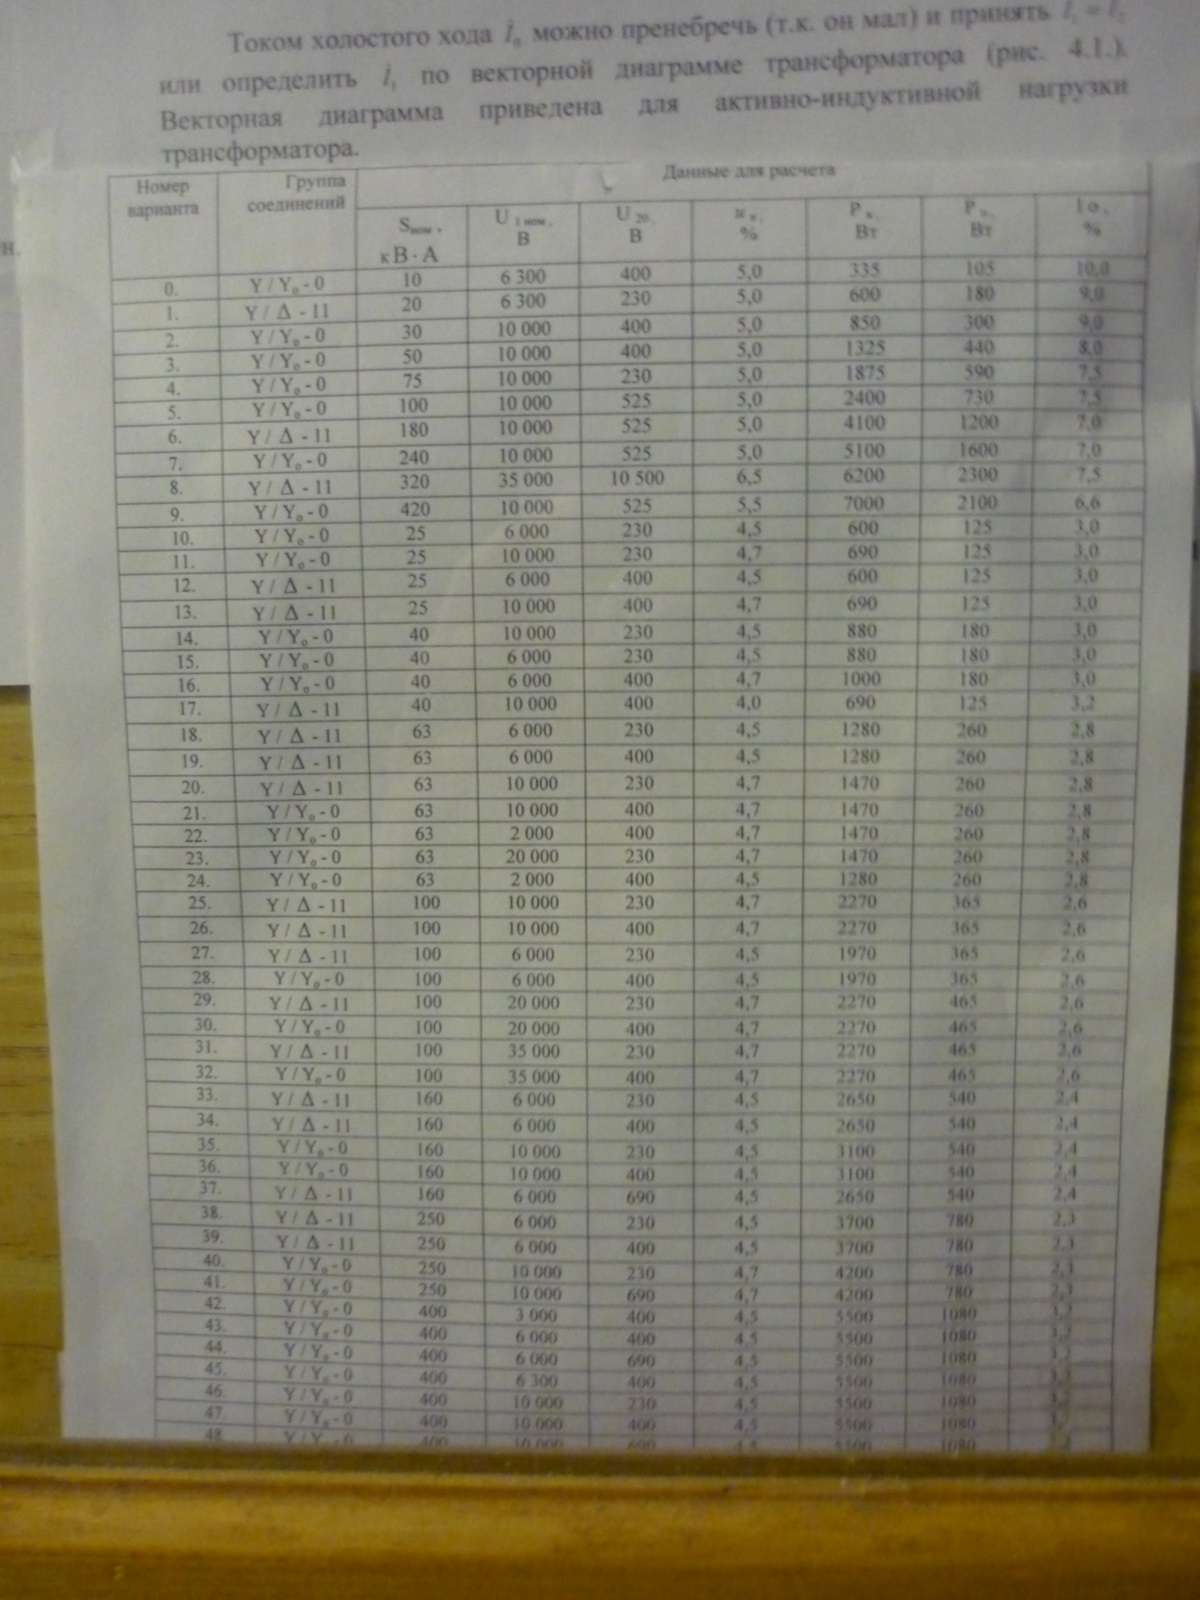 Током холостого хода İ₀ можно пренебречь (т.к. он мал) и принять
или определить İ₁ по векторной диаграмме трансформатора (рис. 4.1.).
Векторная диаграмма приведена для активно-индуктивной нагрузки
трансформатора.
н.
Номер варианта | Группа соединений | Данные для расчета
Sном, кВ·А | U 1 ном, В | U 20, В | u к, % | P к, Вт | P о, Вт | I о, %
0. Y/Y₀-0 10 6 300 400 5,0 335 105 10,0
1. Y/Δ-11 20 6 300 230 5,0 600 180 9,0
2. Y/Y₀-0 30 10 000 400 5,0 850 300 9,0
3. Y/Y₀-0 50 10 000 400 5,0 1325 440 8,0
4. Y/Y₀-0 75 10 000 230 5,0 1875 590 7,5
5. Y/Y₀-0 100 10 000 525 5,0 2400 730 7,5
6. Y/Δ-11 180 10 000 525 5,0 4100 1200 7,0
7. Y/Y₀-0 240 10 000 525 5,0 5100 1600 7,0
8. Y/Δ-11 320 35 000 10 500 6,5 6200 2300 7,5
9. Y/Y₀-0 420 10 000 525 5,5 7000 2100 6,6
10. Y/Y₀-0 25 6 000 230 4,5 600 125 3,0
11. Y/Y₀-0 25 10 000 230 4,7 690 125 3,0
12. Y/Δ-11 25 6 000 400 4,5 600 125 3,0
13. Y/Δ-11 25 10 000 400 4,7 690 125 3,0
14. Y/Y₀-0 40 10 000 230 4,5 880 180 3,0
15. Y/Y₀-0 40 6 000 230 4,5 880 180 3,0
16. Y/Y₀-0 40 6 000 400 4,7 1000 180 3,0
17. Y/Δ-11 40 10 000 400 4,0 690 125 3,2
18. Y/Δ-11 63 6 000 230 4,5 1280 260 2,8
19. Y/Δ-11 63 6 000 400 4,5 1280 260 2,8
20. Y/Δ-11 63 10 000 230 4,7 1470 260 2,8
21. Y/Y₀-0 63 10 000 400 4,7 1470 260 2,8
22. Y/Y₀-0 63 2 000 400 4,7 1470 260 2,8
23. Y/Y₀-0 63 20 000 230 4,7 1470 260 2,8
24. Y/Y₀-0 63 2 000 400 4,5 1280 260 2,8
25. Y/Δ-11 100 10 000 230 4,7 2270 365 2,6
26. Y/Δ-11 100 10 000 400 4,7 2270 365 2,6
27. Y/Δ-11 100 6 000 230 4,5 1970 365 2,6
28. Y/Y₀-0 100 6 000 400 4,5 1970 365 2,6
29. Y/Δ-11 100 20 000 230 4,7 2270 465 2,6
30. Y/Y₀-0 100 20 000 400 4,7 2270 465 2,6
31. Y/Δ-11 100 35 000 230 4,7 2270 465 2,6
32. Y/Y₀-0 100 35 000 400 4,7 2270 465 2,6
33. Y/Δ-11 160 6 000 230 4,5 2650 540 2,4
34. Y/Δ-11 160 6 000 400 4,5 2650 540 2,4
35. Y/Y₀-0 160 10 000 230 4,5 3100 540 2,4
36. Y/Y₀-0 160 10 000 400 4,5 3100 540 2,4
37. Y/Δ-11 160 6 000 690 4,5 2650 540 2,4
38. Y/Δ-11 250 6 000 230 4,5 3700 780 2,3
39. Y/Δ-11 250 6 000 400 4,5 3700 780
40. Y/Y₀-0 250 10 000 230 4,7 4200 780
41. Y/Y₀-0 250 10 000 690 4,7 4200 780
42. Y/Y₀-0 400 3 000 400 4,5 5500 1080
43. Y/Y₀-0 400 6 000 400 4,5 5500 1080
44. Y/Y₀-0 400 6 000 690 4,5 5500 1080
45. Y/Y₀-0 400 6 300 400 4,5 5500 1080
46. Y/Y₀-0 400 10 000 230 4,5 5500 1080
47. Y/Y₀-0 400 10 000 400 4,5 5500 1080
48 400 10 000 5500 1080